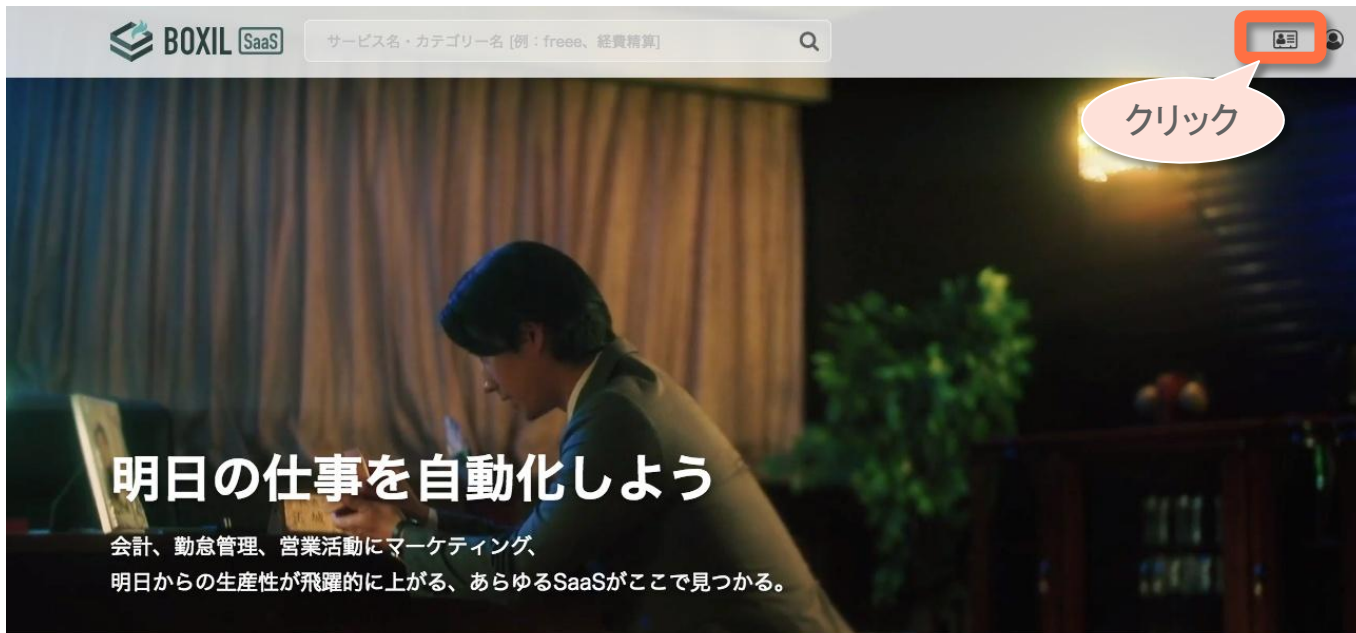 BOXIL SaaS
サービス名・カテゴリー名 [例：freee、経費精算]
クリック
明日の仕事を自動化しよう
会計、勤怠管理、営業活動にマーケティング、
明日からの生産性が飛躍的に上がる、あらゆるSaaSがここで見つかる。